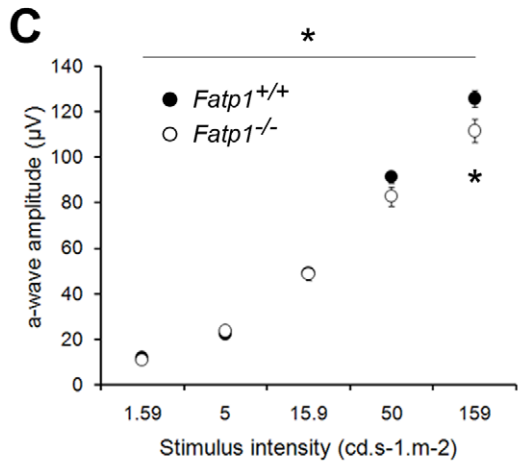 C
*
140
120
100
80
60
40
20
0
a-wave amplitude (µV)
Fatp1+/+
Fatp1-/-
*
1.59 5 15.9 50 159
Stimulus intensity (cd.s-1.m-2)